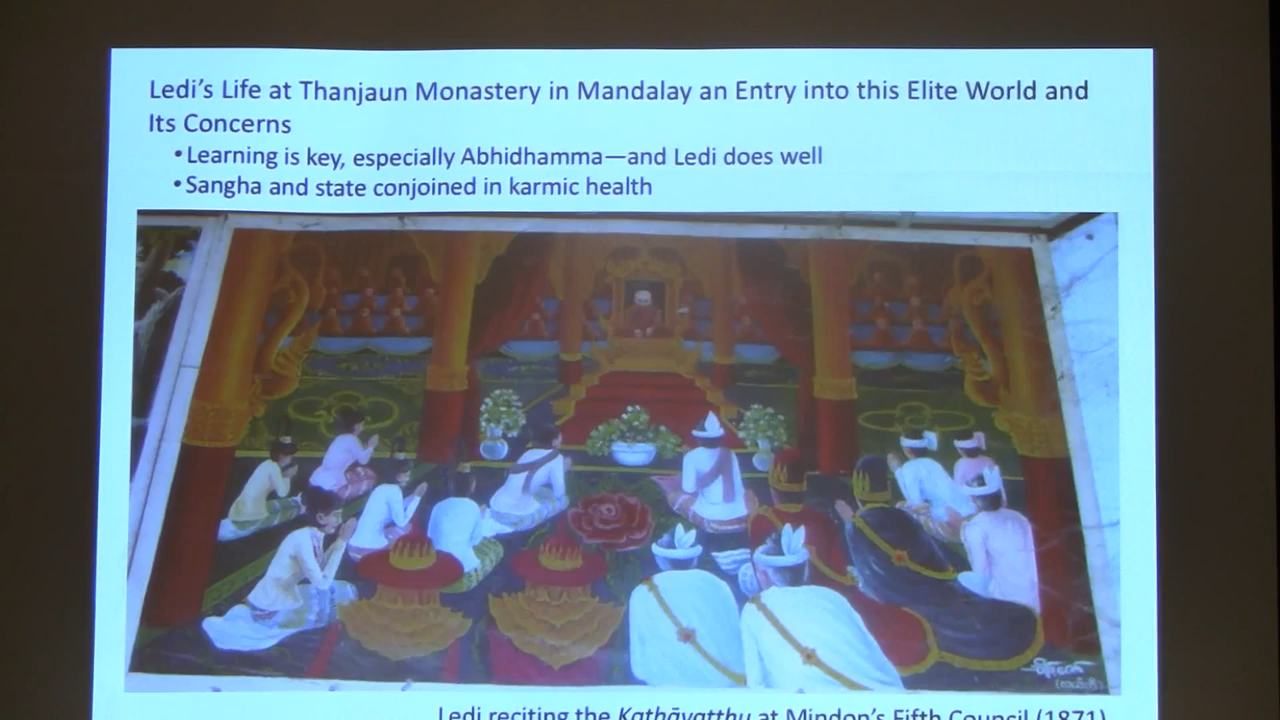 Ledi's Life at Thanjaun Monastery in Mandalay an Entry into this Elite World and
Its Concerns
•Learning is key, especially Abhidhamma—and Ledi does well
•Sangha and state conjoined in karmic health
Ledi reciting the Kathāvatthu at Mindon's Fifth Council (1871)